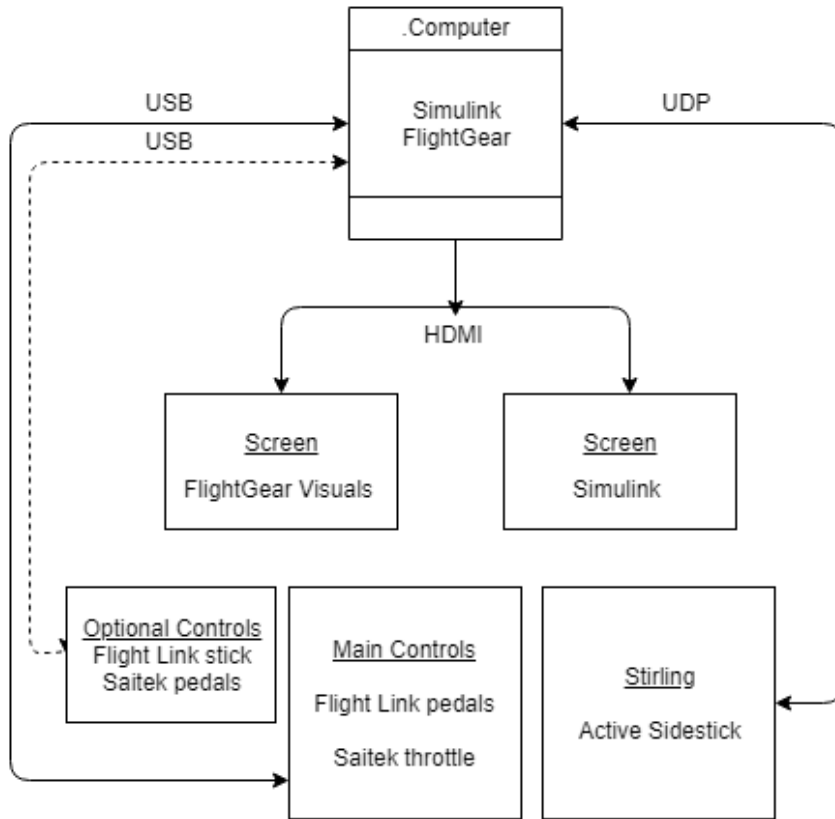 .Computer
Simulink
FlightGear
USB
USB
UDP
HDMI
Screen
FlightGear Visuals
Screen
Simulink
Optional Controls
Flight Link stick
Saitek pedals
Main Controls
Flight Link pedals
Saitek throttle
Stirling
Active Sidestick